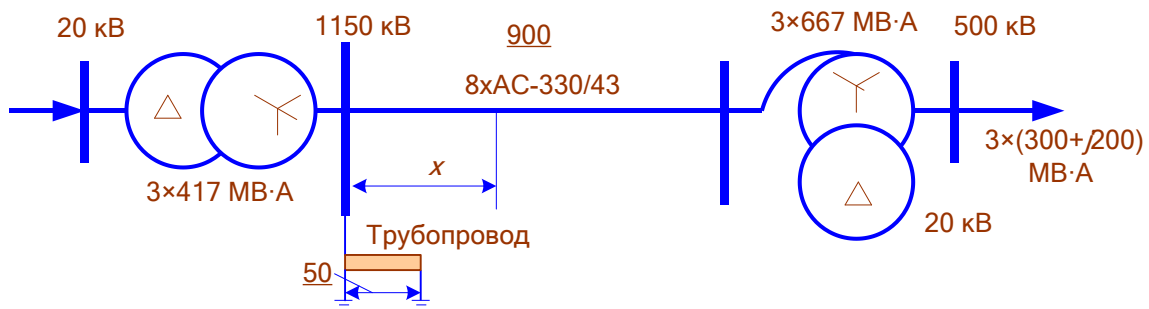 20 кВ
1150 кВ
900
3×667 МВ·А
500 кВ
8хАС-330/43
x
3×417 МВ·А
3×(300+j200)
МВ·А
Трубопровод
20 кВ
50